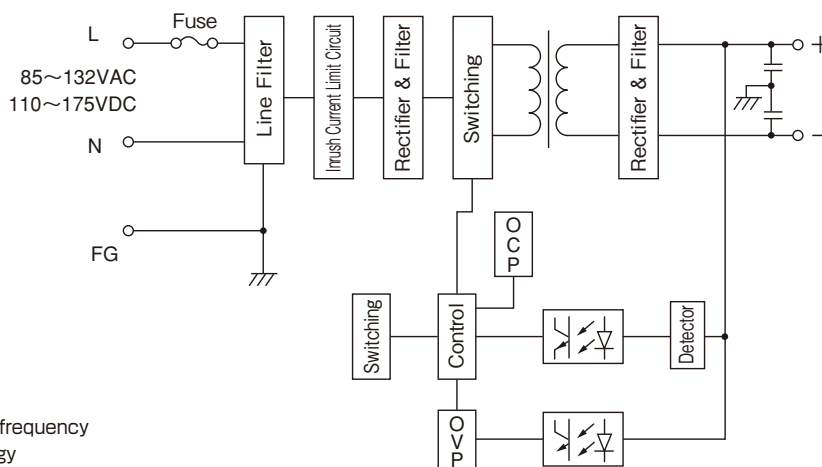 L
Fuse
85～132VAC
110～175VDC
N
FG
Line Filter
Inrush Current Limit Circuit
Rectifier & Filter
Switching
Rectifier & Filter
+
−
OCP
Switching
Control
Detector
OVP
frequency
gy